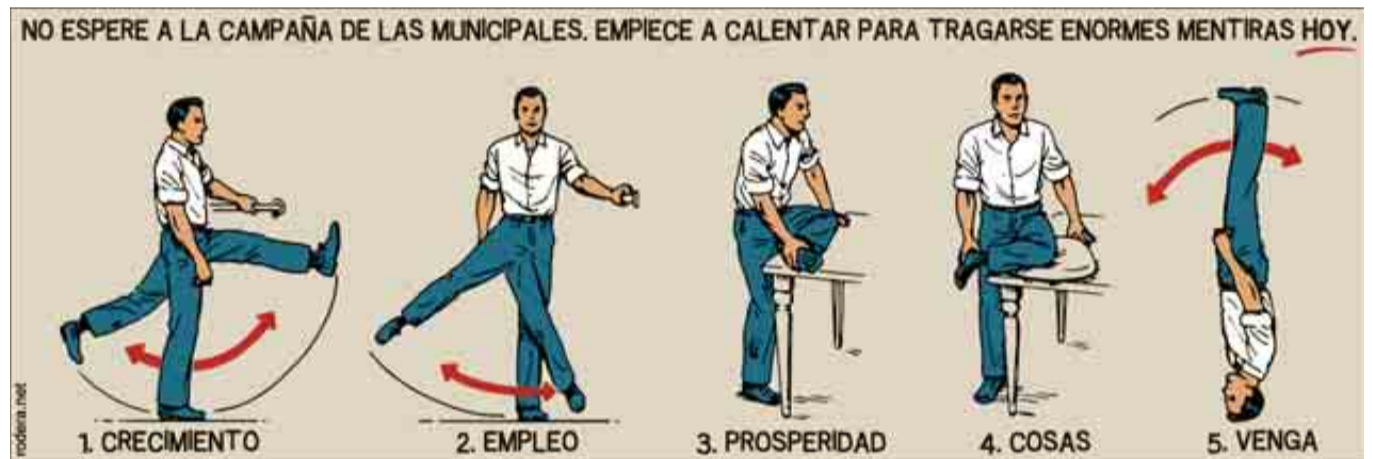 NO ESPERE A LA CAMPAÑA DE LAS MUNICIPALES. EMPIECE A CALENTAR PARA TRAGARSE ENORMES MENTIRAS HOY.
1. CRECIMIENTO
2. EMPLEO
3. PROSPERIDAD
4. COSAS
5. VENGA
rodera.net